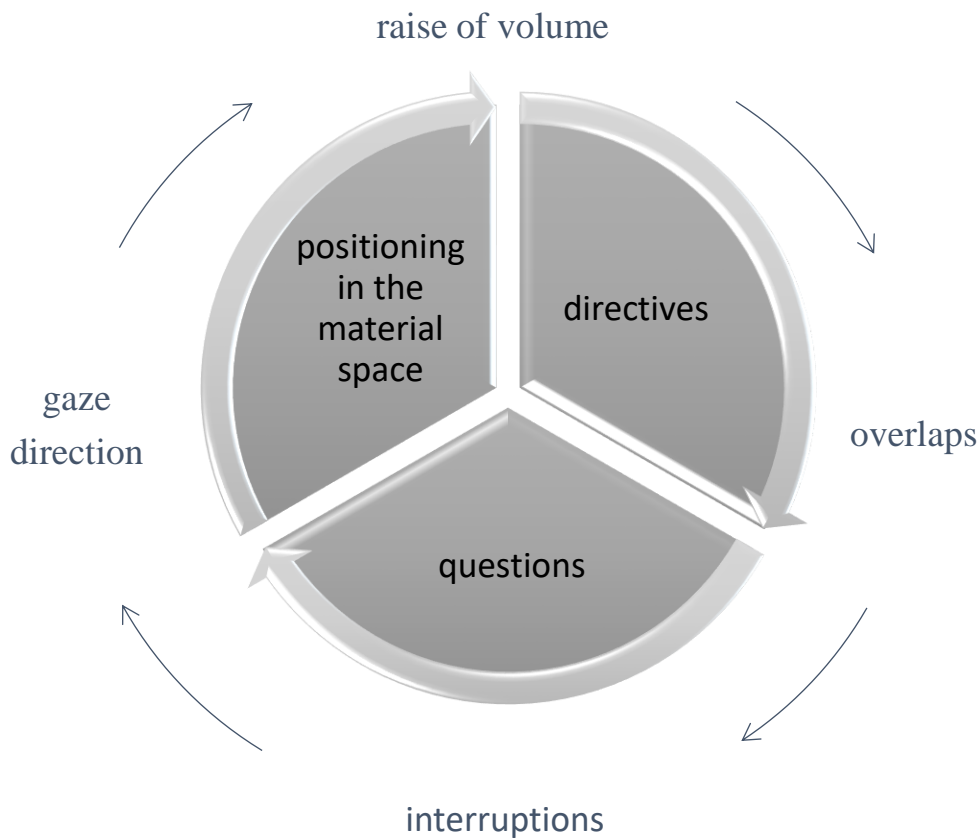 raise of volume
positioning
in the
material
space
directives
gaze
direction
overlaps
questions
interruptions